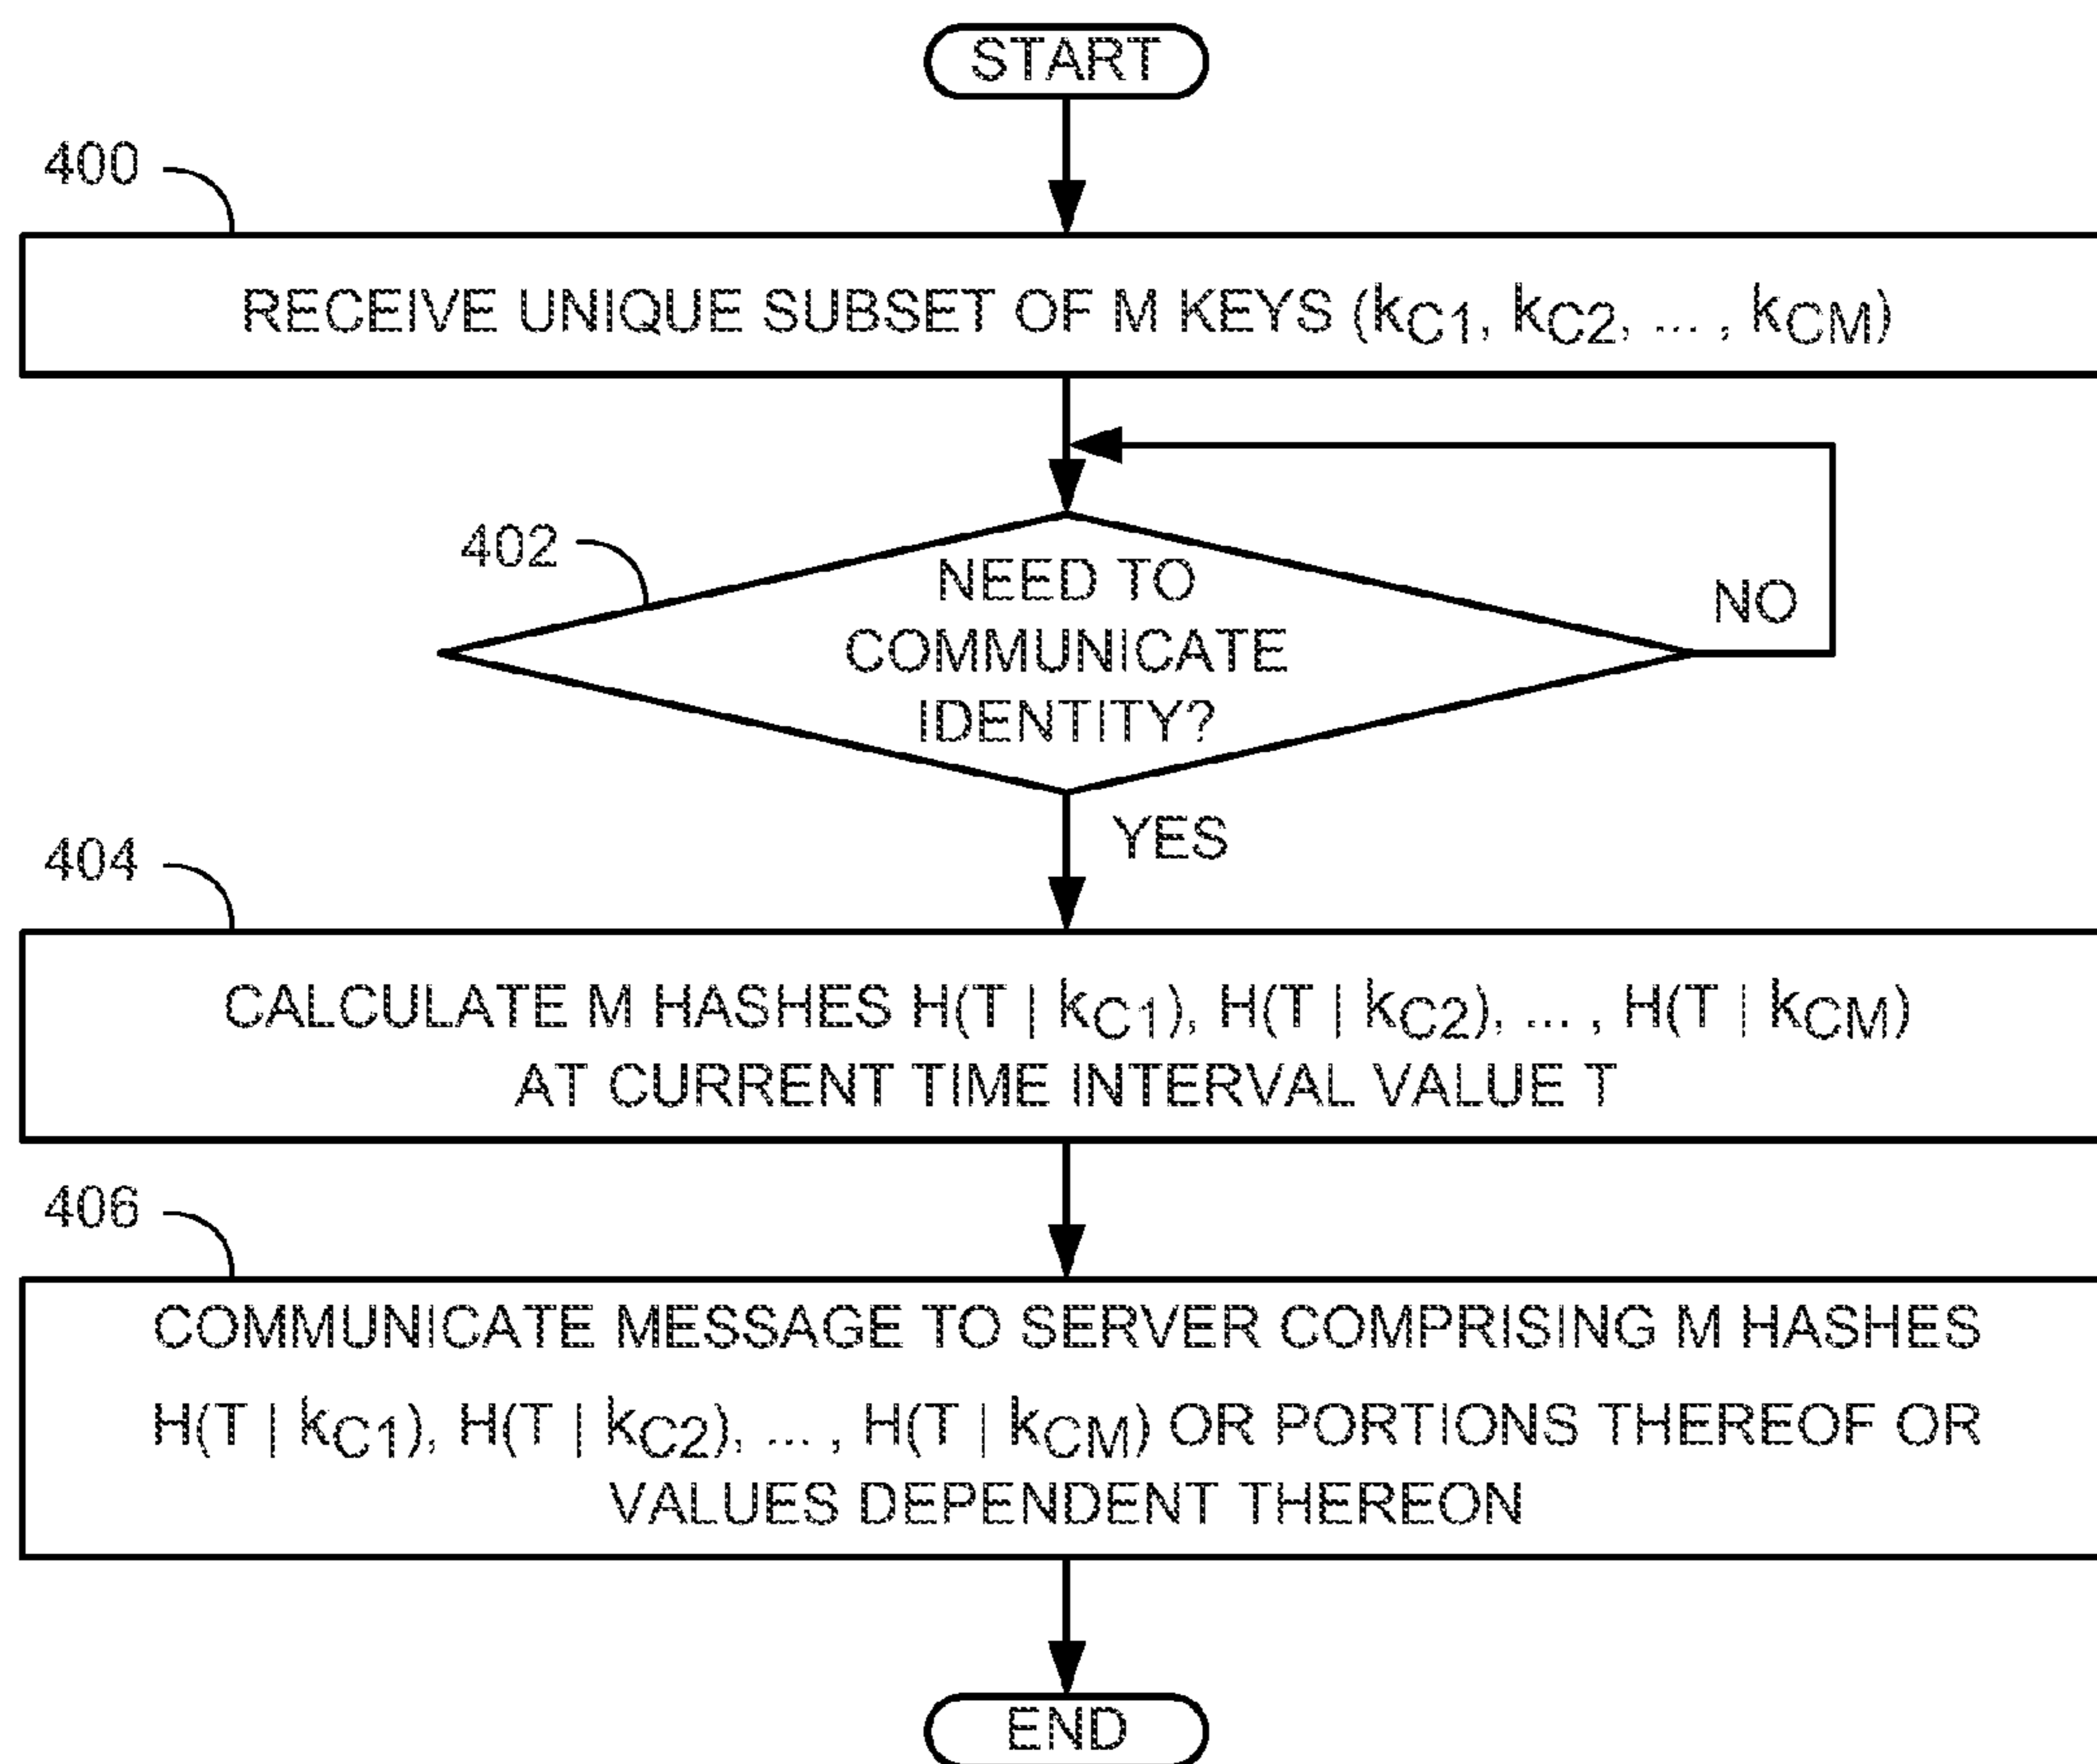 START
400
RECEIVE UNIQUE SUBSET OF M KEYS (kC1, kC2, ... , kCM)
402
NEED TO
COMMUNICATE
IDENTITY?
NO
YES
404
CALCULATE M HASHES H(T | kC1), H(T | kC2), ... , H(T | kCM)
AT CURRENT TIME INTERVAL VALUE T
406
COMMUNICATE MESSAGE TO SERVER COMPRISING M HASHES
H(T | kC1), H(T | kC2), ... , H(T | kCM) OR PORTIONS THEREOF OR
VALUES DEPENDENT THEREON
END